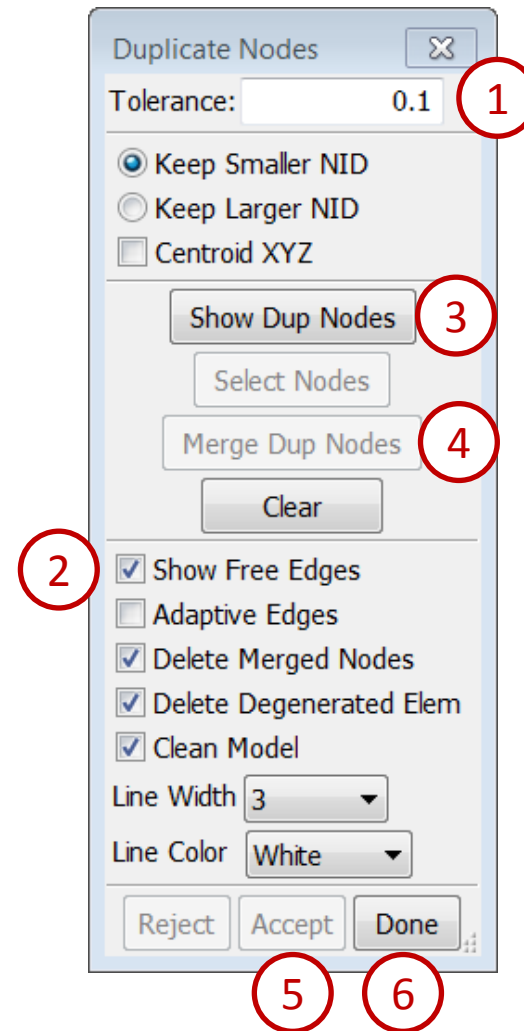 Duplicate Nodes
Tolerance: 0.1 1
Keep Smaller NID
Keep Larger NID
Centroid XYZ
Show Dup Nodes 3
Select Nodes
Merge Dup Nodes 4
Clear
2 Show Free Edges
Adaptive Edges
Delete Merged Nodes
Delete Degenerated Elem
Clean Model
Line Width 3
Line Color White
Reject Accept Done
5 6